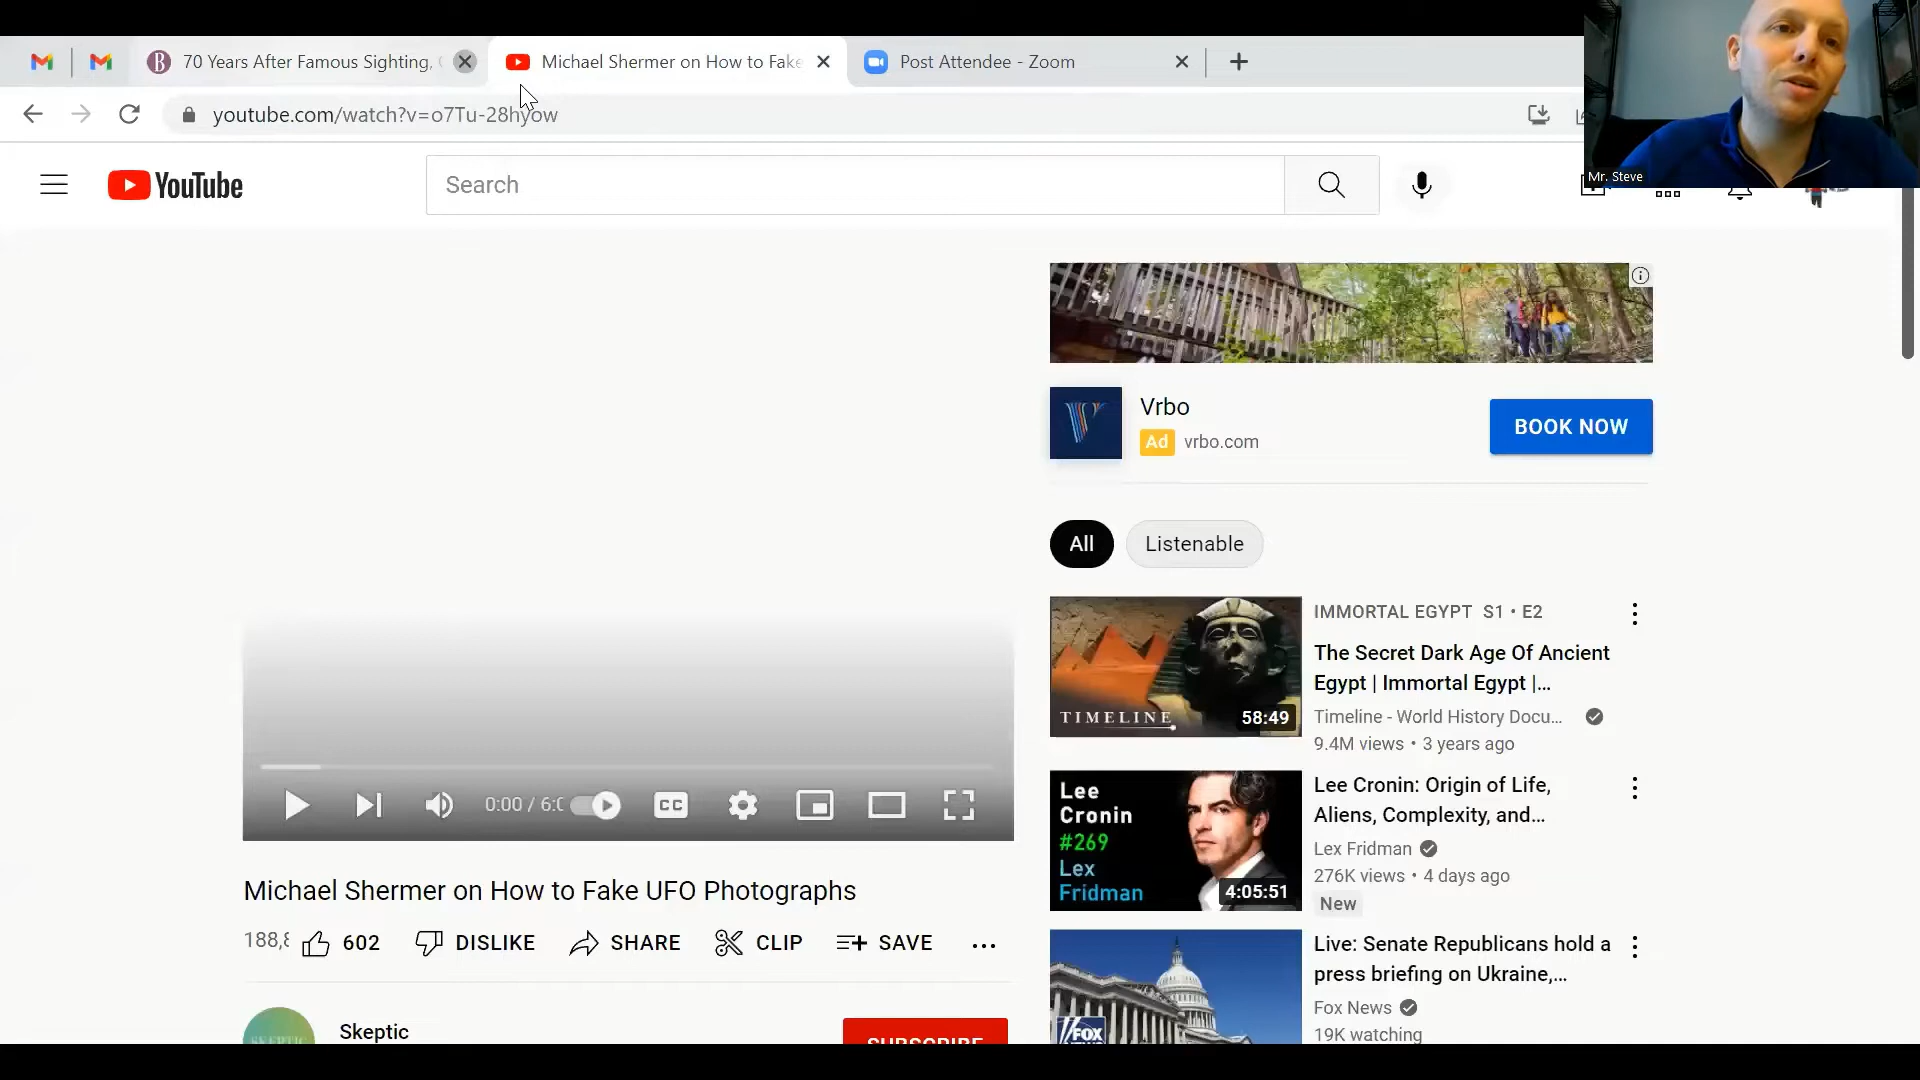 70 Years After Famous Sighting,
Michael Shermer on How to Fake
Post Attendee - Zoom
youtube.com/watch?v=o7Tu-28hyow
Mr. Steve
YouTube
Search
Vrbo
Ad vrbo.com
BOOK NOW
All
Listenable
IMMORTAL EGYPT S1 • E2
The Secret Dark Age Of Ancient
Egypt | Immortal Egypt |...
Timeline - World History Docu...
9.4M views • 3 years ago
TIMELINE
58:49
Lee
Cronin
#269
Lex
Fridman
4:05:51
Lee Cronin: Origin of Life,
Aliens, Complexity, and...
Lex Fridman
276K views • 4 days ago
New
Live: Senate Republicans hold a
press briefing on Ukraine,...
Fox News
19K watching
FOX
0:00 / 6:0
CC
Michael Shermer on How to Fake UFO Photographs
188,8
602
DISLIKE
SHARE
CLIP
SAVE
Skeptic
SUBSCRIBE